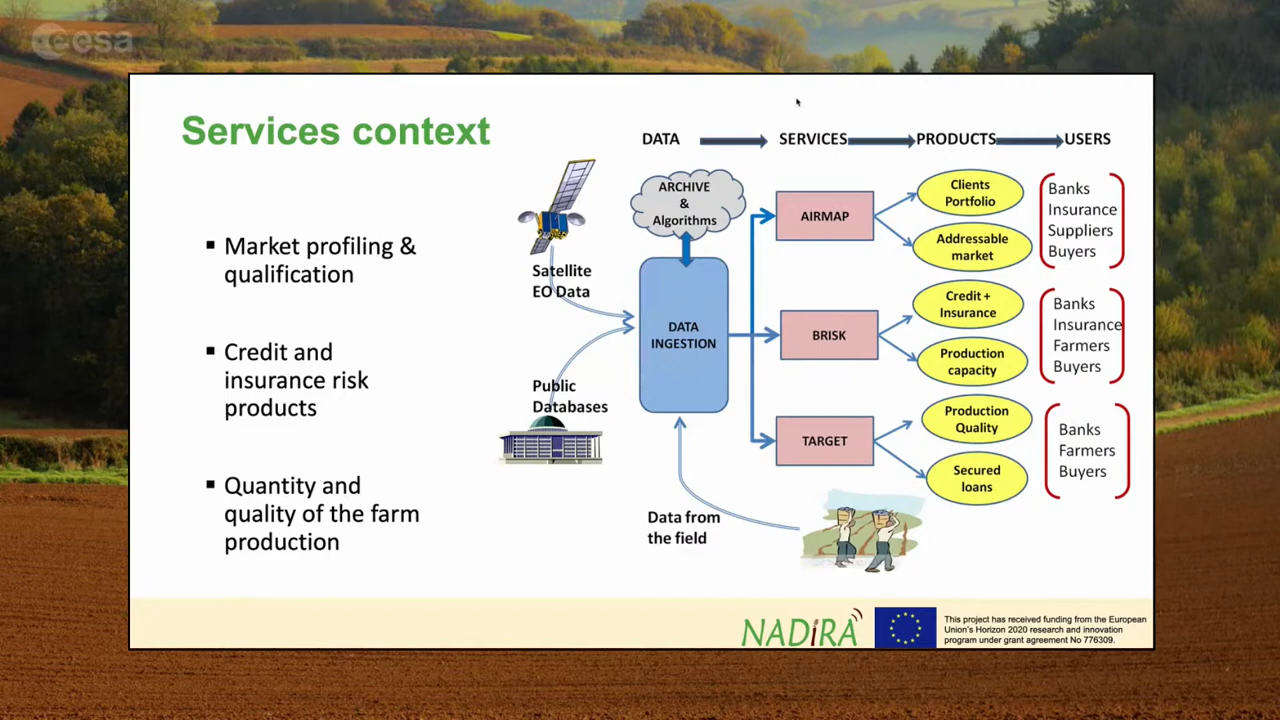 esa
Services context
▪ Market profiling &
qualification
▪ Credit and
insurance risk
products
▪ Quantity and
quality of the farm
production
DATA
SERVICES
PRODUCTS
USERS
ARCHIVE
&
Algorithms
Satellite
EO Data
DATA
INGESTION
Public
Databases
Data from
the field
AIRMAP
BRISK
TARGET
Clients
Portfolio
Addressable
market
Credit +
Insurance
Production
capacity
Production
Quality
Secured
loans
Banks
Insurance
Suppliers
Buyers
Banks
Insurance
Farmers
Buyers
Banks
Farmers
Buyers
NADiRA
This project has received funding from the European
Union's Horizon 2020 research and innovation
program under grant agreement No 776309.